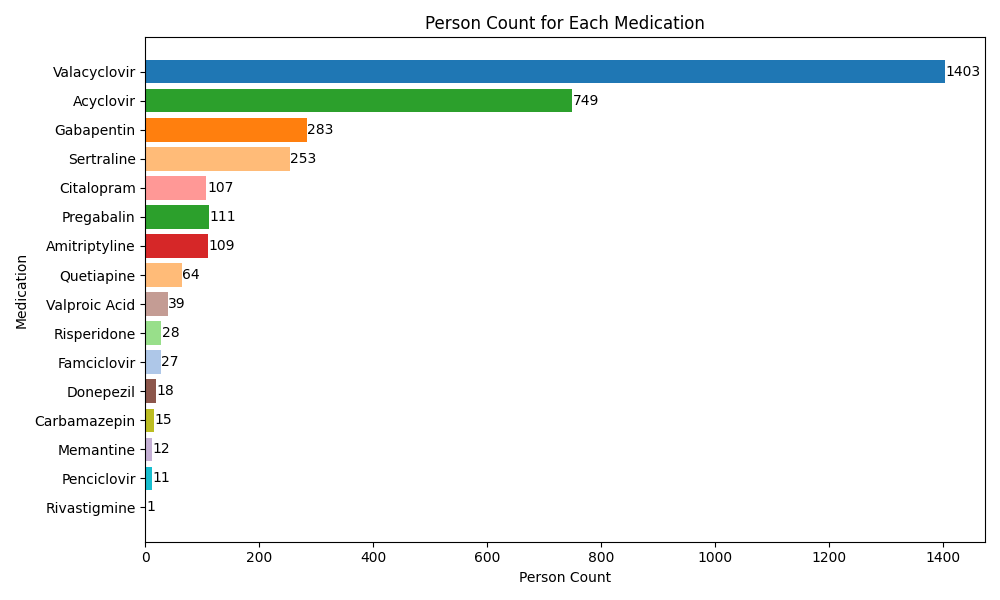 Person Count for Each Medication
Valacyclovir 1403
Acyclovir 749
Gabapentin 283
Sertraline 253
Citalopram 107
Pregabalin 111
Amitriptyline 109
Quetiapine 64
Valproic Acid 39
Risperidone 28
Famciclovir 27
Donepezil 18
Carbamazepin 15
Memantine 12
Penciclovir 11
Rivastigmine 1
Medication
0 200 400 600 800 1000 1200 1400
Person Count